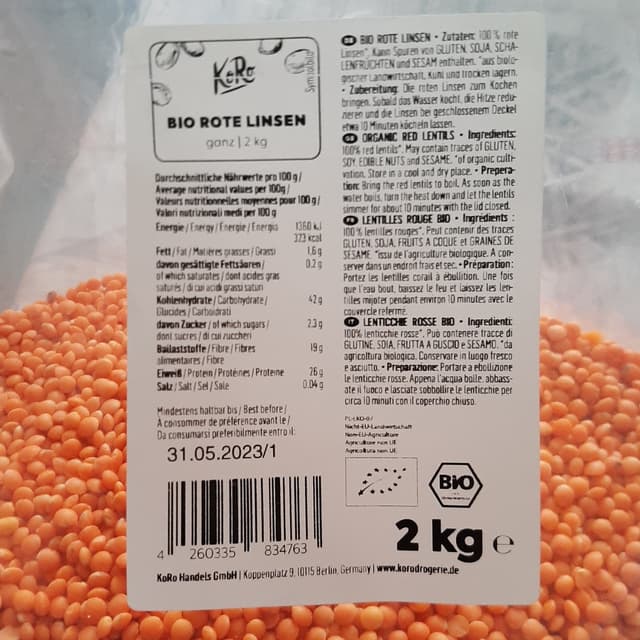 KoRo
Symbolbild
BIO ROTE LINSEN
ganz | 2 kg
Durchschnittliche Nährwerte pro 100 g /
Average nutritional values per 100g /
Valeurs nutritionnelles moyennes pour 100 g /
Valori nutrizionali medi per 100 g
Energie / Energy / Énergie / Energia 1360 kJ
323 kcal
Fett / Fat / Matières grasses / Grassi 1,6 g
davon gesättigte Fettsäuren / 0.2 g
of which saturates / dont acides gras
saturés / di cui acidi grassi saturi
Kohlenhydrate / Carbohydrate / 42 g
Glucides / Carboidrati
davon Zucker / of which sugars / 2.3 g
dont sucres / di cui zuccheri
Ballaststoffe / Fibre / Fibres 19 g
alimentaires / Fibre
Eiweiß / Protein / Protéines / Proteine 26 g
Salz / Salt / Sel / Sale 0.04 g
Mindestens haltbar bis / Best before /
A consommer de préférence avant le /
Da consumarsi preferibilmente entro il:
31.05.2023/1
4 260335 834763
KoRo Handels GmbH | Koppenplatz 9, 10115 Berlin, Germany | www.korodrogerie.de
DE BIO ROTE LINSEN • Zutaten: 100 % rote
Linsen*. Kann Spuren von GLUTEN, SOJA, SCHA-
LENFRÜCHTEN und SESAM enthalten. *aus biolo-
gischer Landwirtschaft. Kühl und trocken lagern.
• Zubereitung: Die roten Linsen zum Kochen
bringen. Sobald das Wasser kocht, die Hitze redu-
zieren und die Linsen bei geschlossenem Deckel
etwa 10 Minuten köcheln lassen.
ORGANIC RED LENTILS • Ingredients:
100% red lentils*. May contain traces of GLUTEN,
SOY, EDIBLE NUTS and SESAME. *of organic culti-
vation. Store in a cool and dry place. • Prepera-
tion: Bring the red lentils to boil. As soon as the
water boils, turn the heat down and let the lentils
simmer for about 10 minutes with the lid closed.
LENTILLES ROUGE BIO • Ingrédients :
100 % lentilles rouges*. Peut contenir des traces
GLUTEN, SOJA, FRUITS A COQUE et GRAINES DE
SESAME. *issu de l'agriculture biologique. A con-
server dans un endroit frais et sec. • Préparation:
Portez les lentilles corail à ébullition. Une fois
que l'eau bout, baissez le feu et laissez les len-
tilles mijoter pendant environ 10 minutes avec le
couvercle refermé.
IT LENTICCHIE ROSSE BIO • Ingredienti:
100% lenticchie rosse*. Può contenere tracce di
GLUTINE, SOIA, FRUTTA A GUSCIO e SESAMO. *da
agricoltura biologica. Conservare in luogo fresco
e asciutto. • Preparazione: Portare a ebollizione
le lenticchie rosse. Appena l'acqua bolle, abbass-
ate il fuoco e lasciate sobbollire le lenticchie per
circa 10 minuti con il coperchio chiuso.
Nicht-EU-Landwirtschaft
Non-EU-Agriculture
Agriculture non UE
Agricoltura non UE
Bio
2 kg e